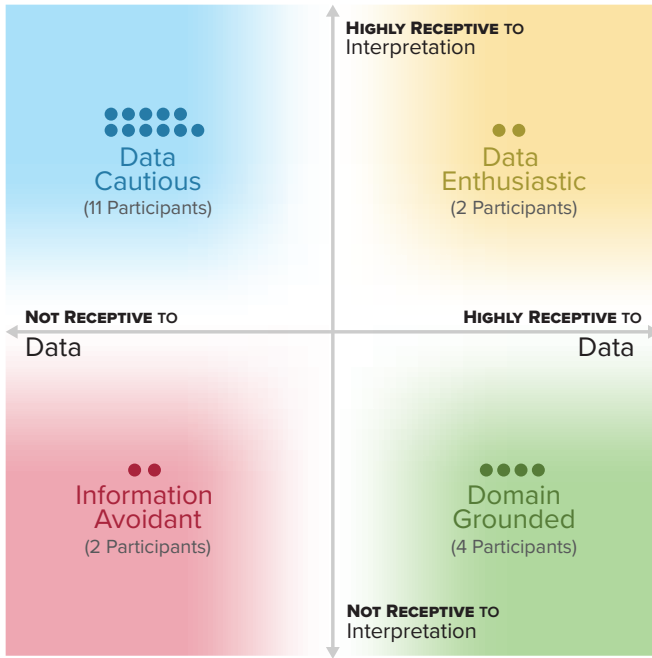 HIGHLY RECEPTIVE TO
Interpretation
Data
Cautious
(11 Participants)
Data
Enthusiastic
(2 Participants)
NOT RECEPTIVE TO
Data
HIGHLY RECEPTIVE TO
Data
Information
Avoidant
(2 Participants)
Domain
Grounded
(4 Participants)
NOT RECEPTIVE TO
Interpretation